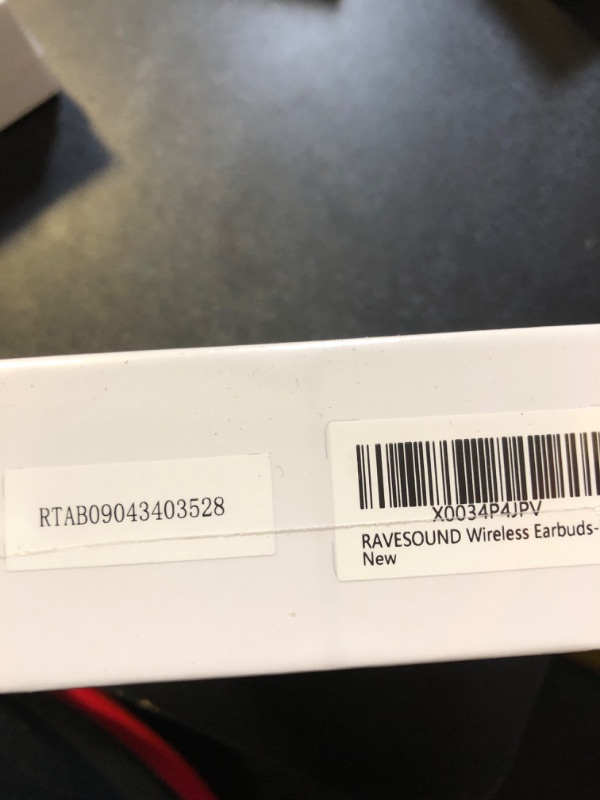 RTAB09043403528
X0034P4JPV
RAVESOUND Wireless Earbuds-
New